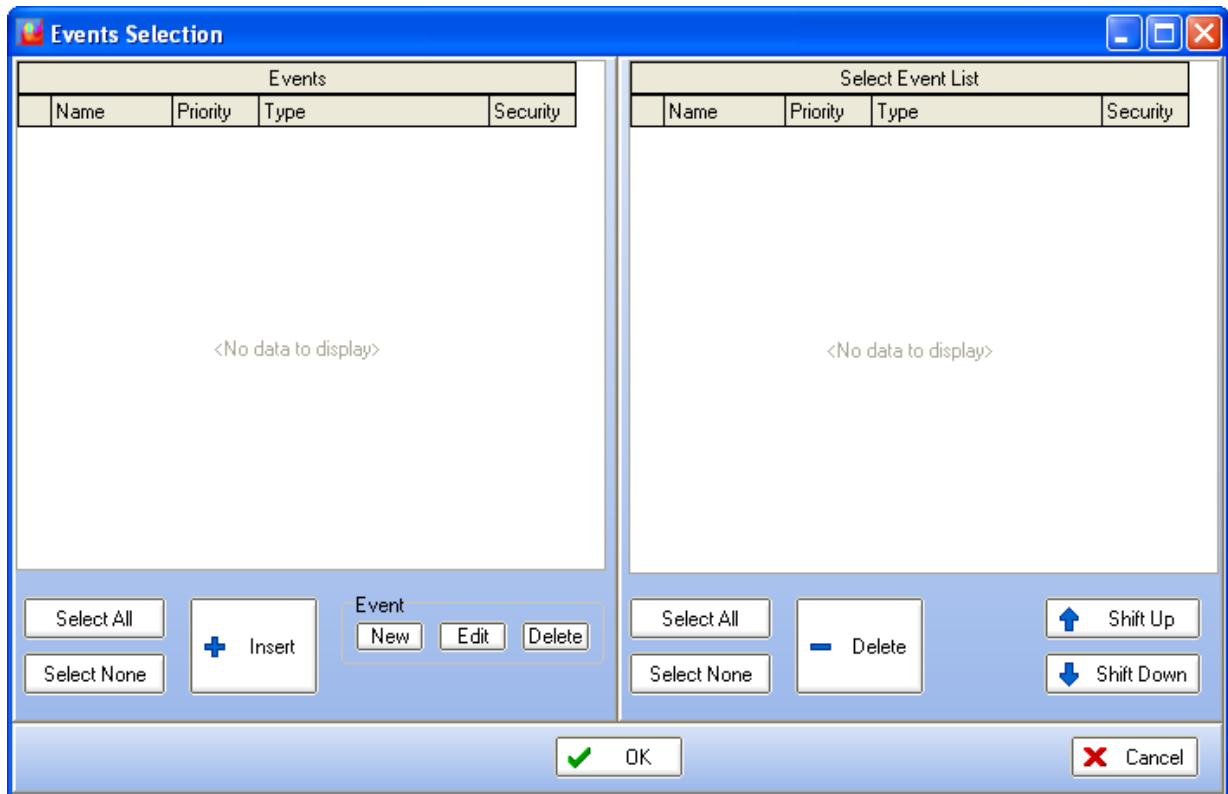 Events Selection
Events
Name Priority Type Security
<No data to display>
Select All
Select None
Insert
Event
New Edit Delete
Select Event List
Name Priority Type Security
<No data to display>
Select All
Select None
Delete
Shift Up
Shift Down
OK
Cancel